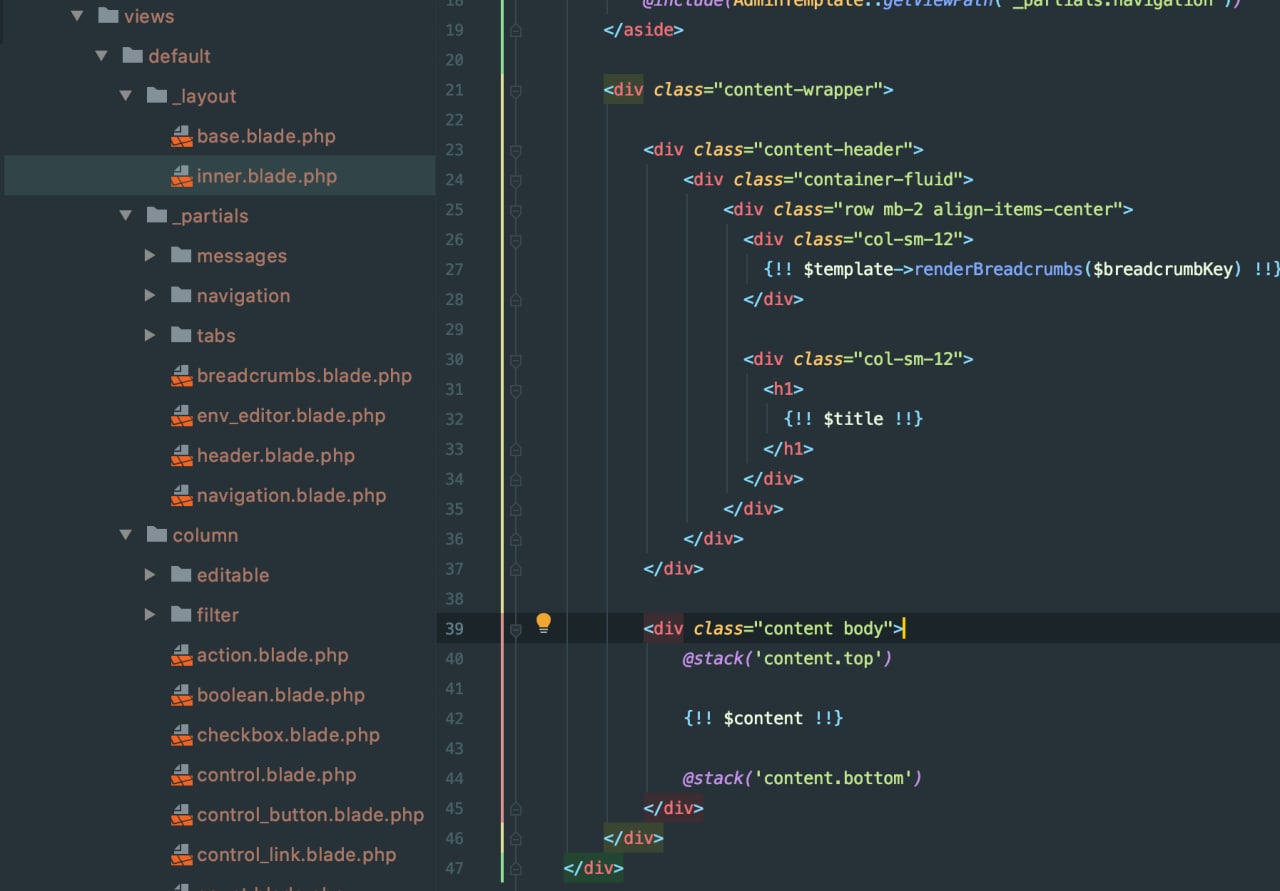 views
default
_layout
base.blade.php
inner.blade.php
_partials
messages
navigation
tabs
breadcrumbs.blade.php
env_editor.blade.php
header.blade.php
navigation.blade.php
column
editable
filter
action.blade.php
boolean.blade.php
checkbox.blade.php
control.blade.php
control_button.blade.php
control_link.blade.php
18 @include(AdminTemplate::getViewPath('_partials.navigation'))
19 </aside>
20
21 <div class="content-wrapper">
22
23 <div class="content-header">
24 <div class="container-fluid">
25 <div class="row mb-2 align-items-center">
26 <div class="col-sm-12">
27 {!! $template->renderBreadcrumbs($breadcrumbKey) !!}
28 </div>
29
30 <div class="col-sm-12">
31 <h1>
32 {!! $title !!}
33 </h1>
34 </div>
35 </div>
36 </div>
37 </div>
38
39 <div class="content body">
40 @stack('content.top')
41
42 {!! $content !!}
43
44 @stack('content.bottom')
45 </div>
46 </div>
47 </div>